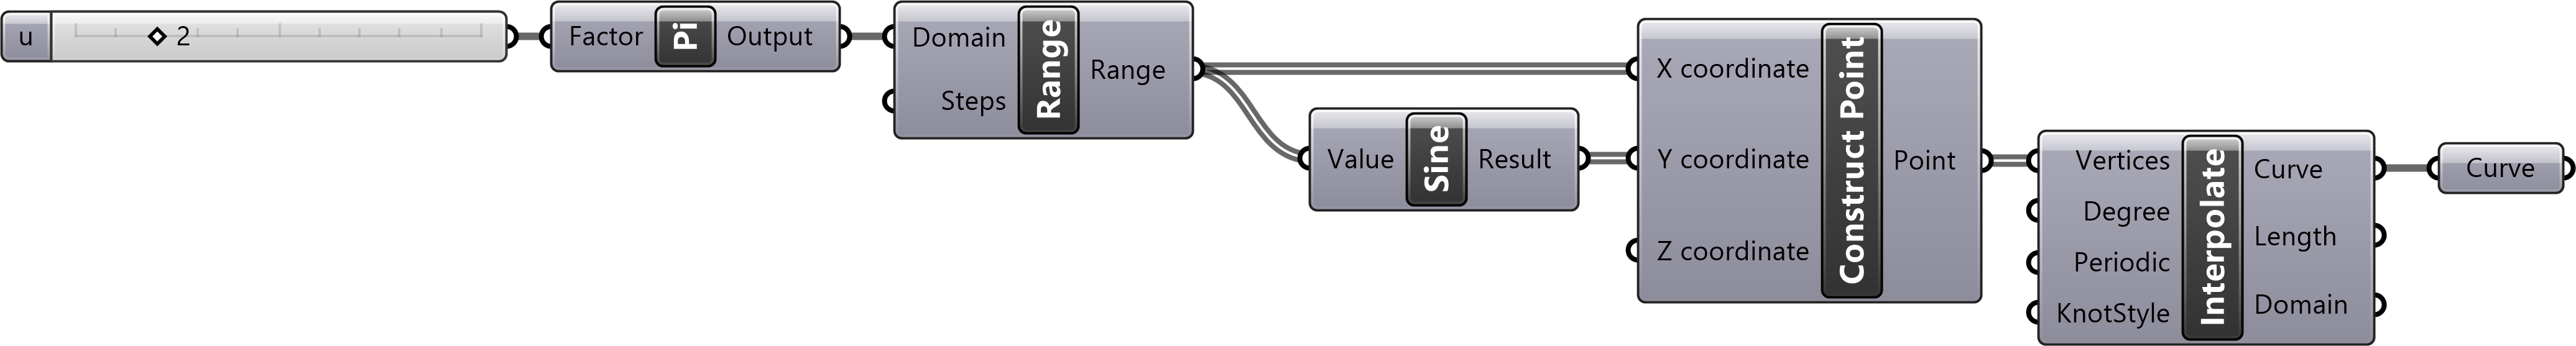 u 2
Factor Pi Output
Domain
Steps
Range
Range
Value Sine Result
X coordinate
Y coordinate
Z coordinate
Construct Point
Point
Vertices
Degree
Periodic
KnotStyle
Interpolate
Curve
Length
Domain
Curve